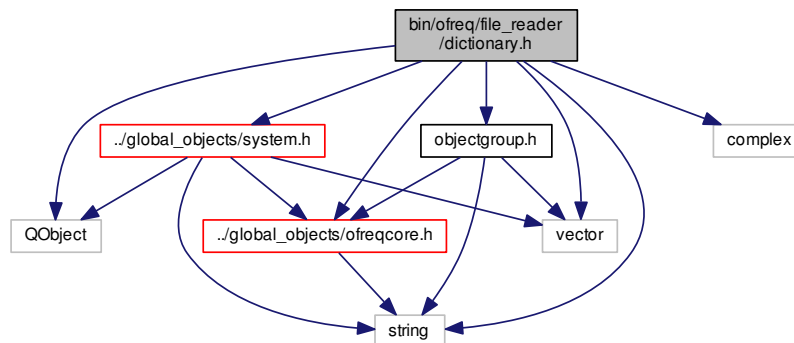 bin/ofreq/file_reader
/dictionary.h
../global_objects/system.h
objectgroup.h
complex
QObject
../global_objects/ofreqcore.h
vector
string